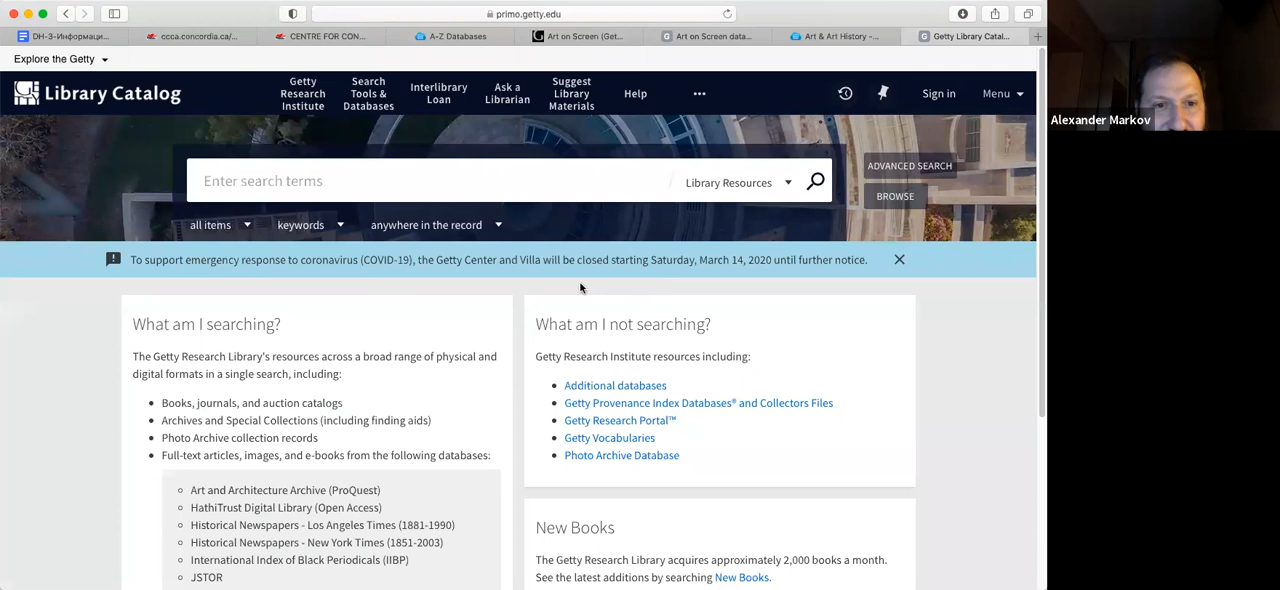 primo.getty.edu
DH-3-Информаци...
ccca.concordia.ca/...
CENTRE FOR CON...
A-Z Databases
Art on Screen (Get...
Art on Screen data...
Art & Art History -...
Getty Library Catal...
Explore the Getty
Library Catalog
Getty
Research
Institute
Search
Tools &
Databases
Interlibrary
Loan
Ask a
Librarian
Suggest
Library
Materials
Help
Sign in
Menu
Enter search terms
Library Resources
ADVANCED SEARCH
BROWSE
all items
keywords
anywhere in the record
To support emergency response to coronavirus (COVID-19), the Getty Center and Villa will be closed starting Saturday, March 14, 2020 until further notice.
What am I searching?
The Getty Research Library's resources across a broad range of physical and
digital formats in a single search, including:
Books, journals, and auction catalogs
Archives and Special Collections (including finding aids)
Photo Archive collection records
Full-text articles, images, and e-books from the following databases:
Art and Architecture Archive (ProQuest)
HathiTrust Digital Library (Open Access)
Historical Newspapers - Los Angeles Times (1881-1990)
Historical Newspapers - New York Times (1851-2003)
International Index of Black Periodicals (IIBP)
JSTOR
What am I not searching?
Getty Research Institute resources including:
Additional databases
Getty Provenance Index Databases® and Collectors Files
Getty Research Portal™
Getty Vocabularies
Photo Archive Database
New Books
The Getty Research Library acquires approximately 2,000 books a month.
See the latest additions by searching New Books.
Alexander Markov